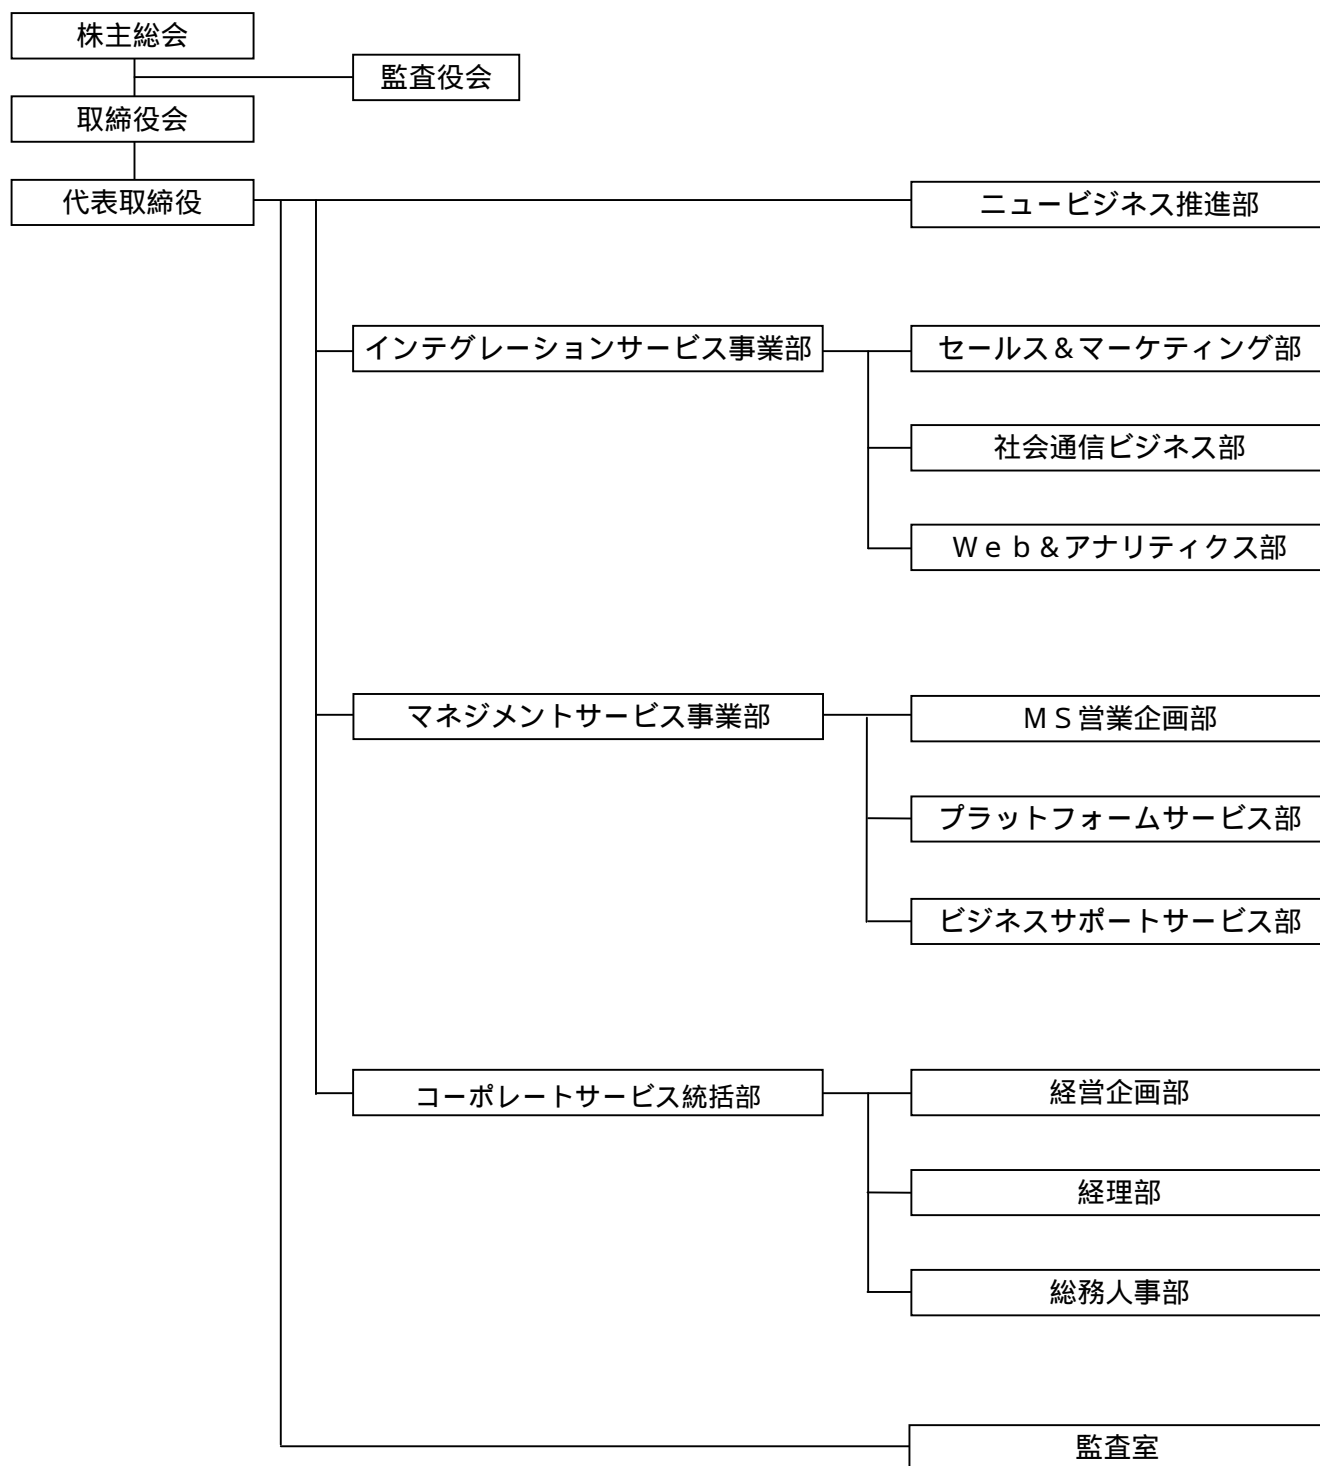 株主総会
監査役会
取締役会
代表取締役
ニュービジネス推進部
インテグレーションサービス事業部
セールス＆マーケティング部
社会通信ビジネス部
Ｗｅｂ＆アナリティクス部
マネジメントサービス事業部
ＭＳ営業企画部
プラットフォームサービス部
ビジネスサポートサービス部
コーポレートサービス統括部
経営企画部
経理部
総務人事部
監査室